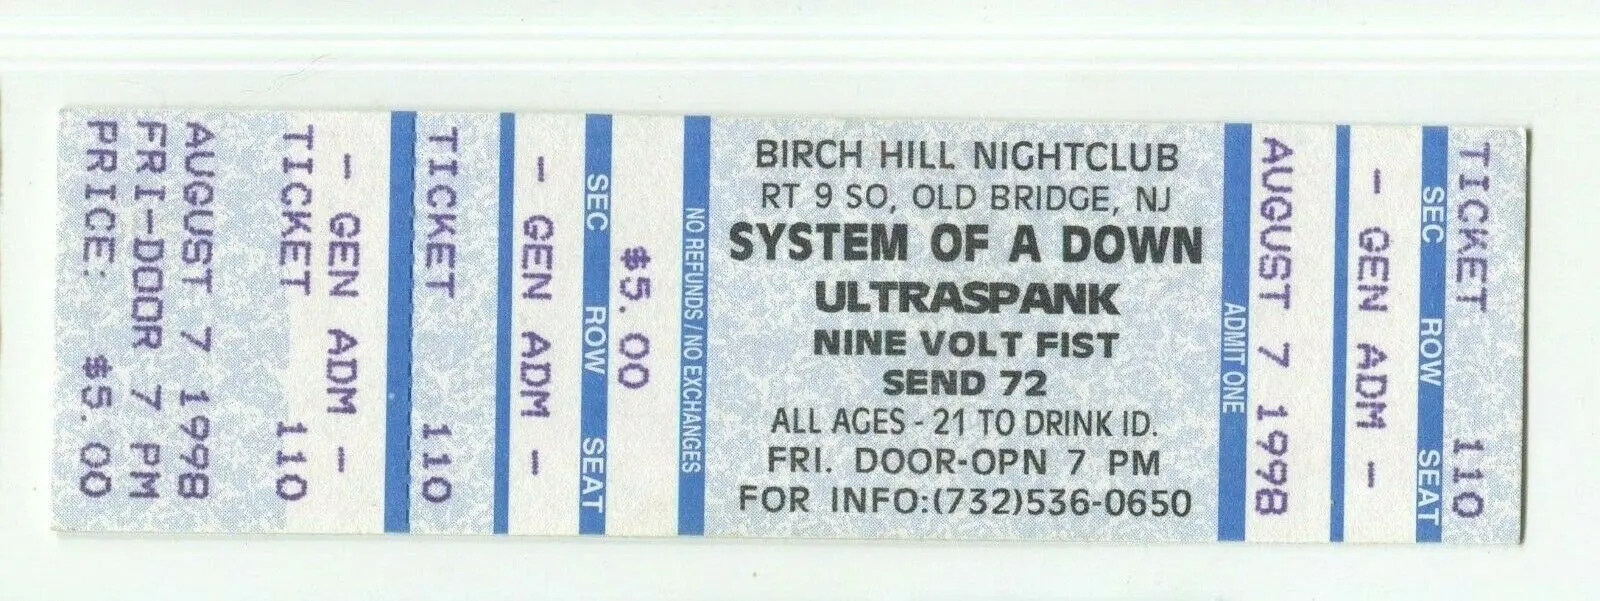 AUGUST 7 1998
FRI-DOOR 7 PM
PRICE: $5.00
- GEN ADM -
TICKET 110
TICKET 110
- GEN ADM -
SEC ROW SEAT
$5.00
NO REFUNDS/NO EXCHANGES
BIRCH HILL NIGHTCLUB
RT 9 SO, OLD BRIDGE, NJ
SYSTEM OF A DOWN
ULTRASPANK
NINE VOLT FIST
SEND 72
ALL AGES - 21 TO DRINK ID.
FRI. DOOR-OPN 7 PM
FOR INFO:(732)536-0650
ADMIT ONE
AUGUST 7 1998
- GEN ADM -
SEC ROW SEAT
TICKET 110